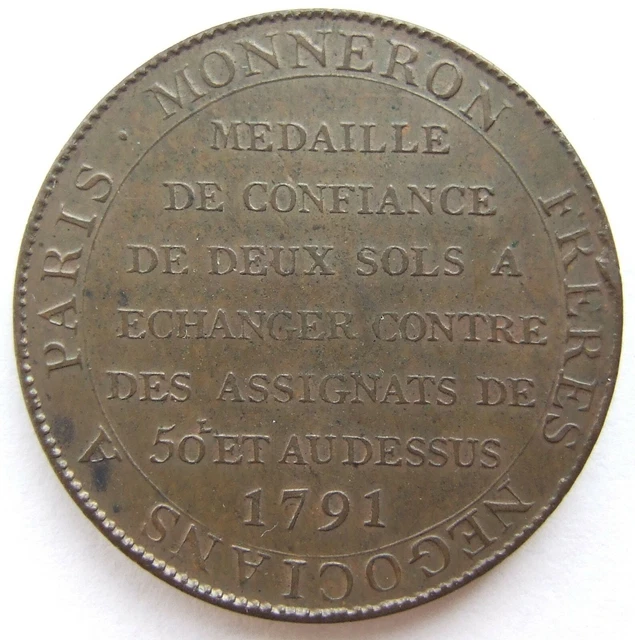 MONNERON FRERES NEGOCIANS A PARIS ·
MEDAILLE
DE CONFIANCE
DE DEUX SOLS A
ECHANGER CONTRE
DES ASSIGNATS DE
50 L ET AU DESSUS
1791